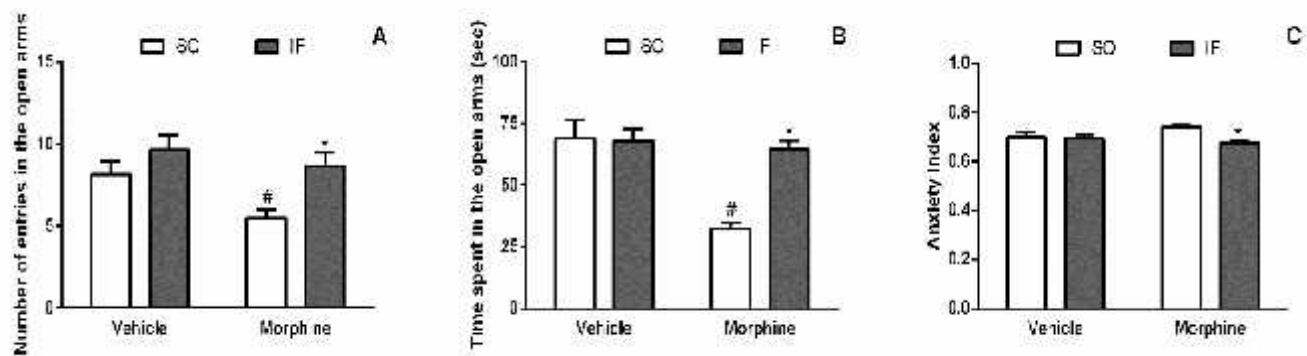 SC IF A
Number of entries in the open arms
15
10
5
0
#
*
Vehicle Morphine
SC F B
Time spent in the open arms (sec)
100
75
50
25
0
#
*
Vehicle Morphine
SO IF C
Anxiety Index
1.0
0.8
0.6
0.4
0.2
0.0
*
Vehicle Morphine